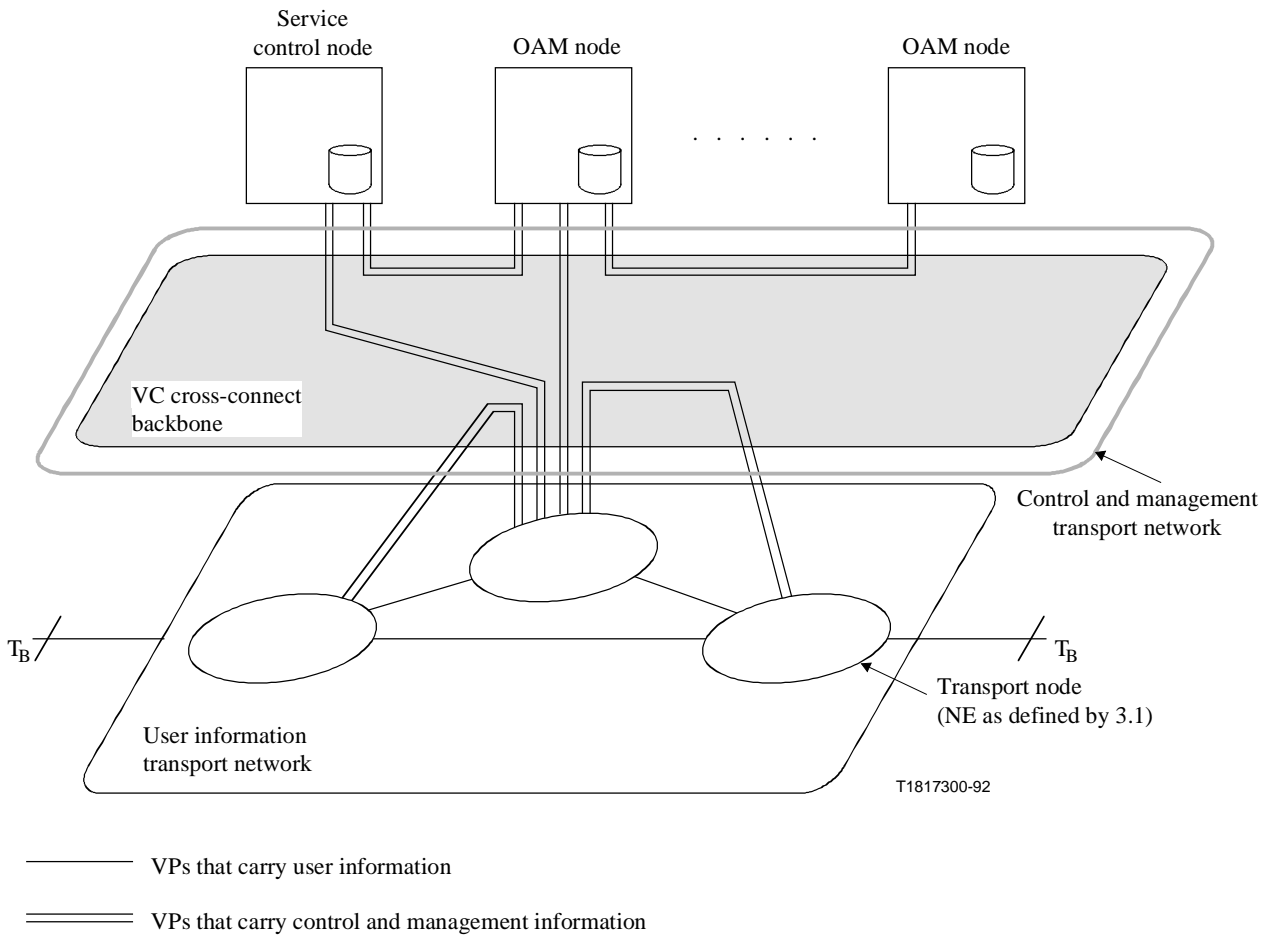 Service
control node
OAM node
OAM node
. . . . . .
VC cross-connect
backbone
Control and management
transport network
TB
TB
Transport node
(NE as defined by 3.1)
User information
transport network
T1817300-92
VPs that carry user information
VPs that carry control and management information